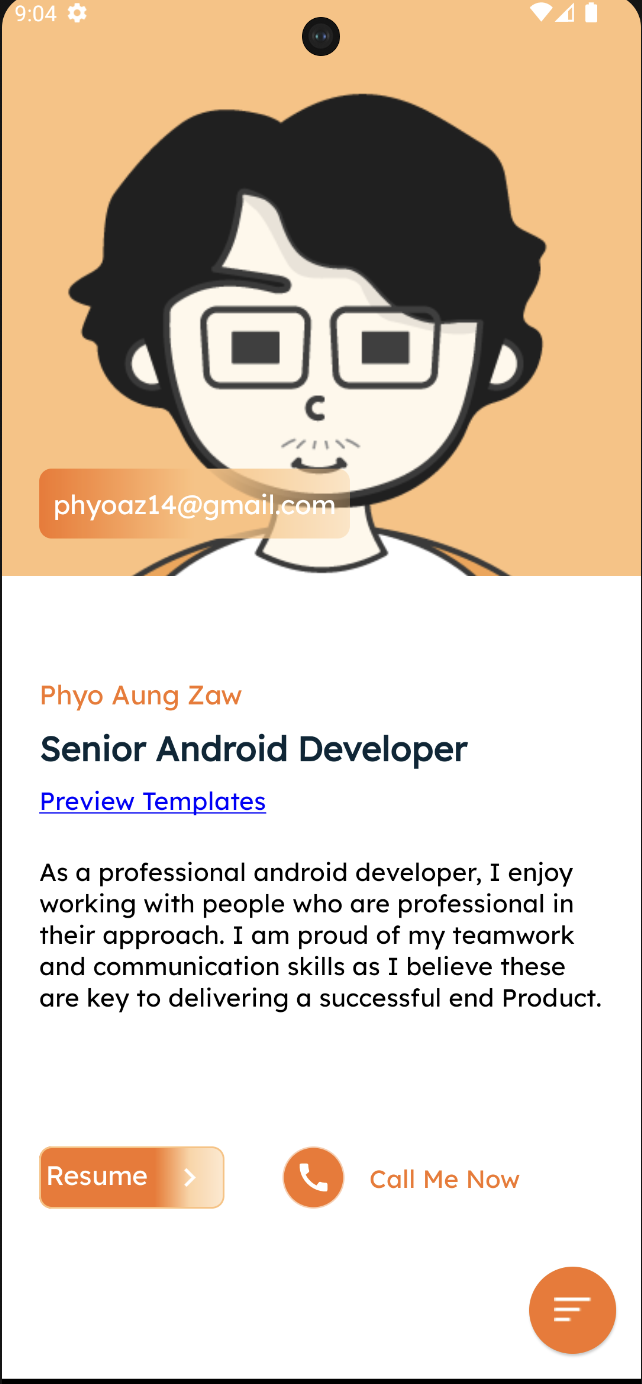 9:04
phyoaz14@gmail.com
Phyo Aung Zaw
Senior Android Developer
Preview Templates
As a professional android developer, I enjoy
working with people who are professional in
their approach. I am proud of my teamwork
and communication skills as I believe these
are key to delivering a successful end Product.
Resume
Call Me Now